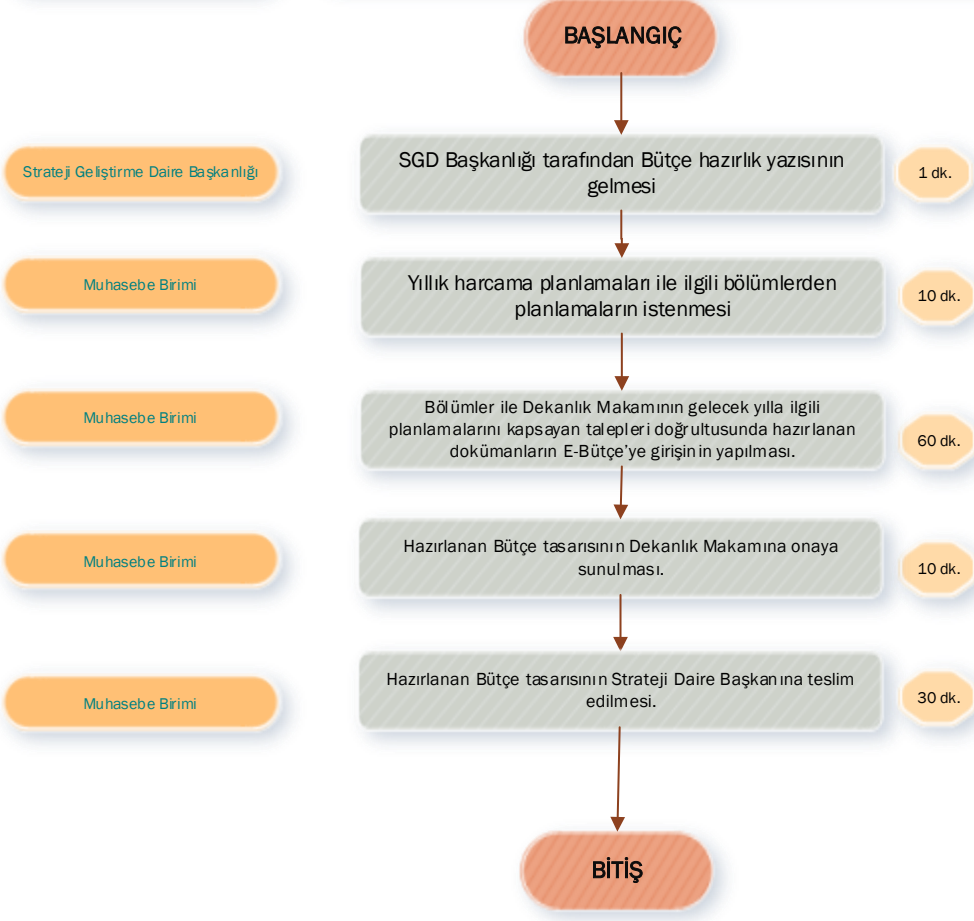 BAŞLANGIÇ
Strateji Geliştirme Daire Başkanlığı
SGD Başkanlığı tarafından Bütçe hazırlık yazısının
gelmesi
1 dk.
Muhasebe Birimi
Yıllık harcama planlamaları ile ilgili bölümlerden
planlamaların istenmesi
10 dk.
Muhasebe Birimi
Bölümler ile Dekanlık Makamının gelecek yılla ilgili
planlamalarını kapsayan talepleri doğrultusunda hazırlanan
dokümanların E-Bütçe’ye girişinin yapılması.
60 dk.
Muhasebe Birimi
Hazırlanan Bütçe tasarısının Dekanlık Makamına onaya
sunulması.
10 dk.
Muhasebe Birimi
Hazırlanan Bütçe tasarısının Strateji Daire Başkanına teslim
edilmesi.
30 dk.
BİTİŞ